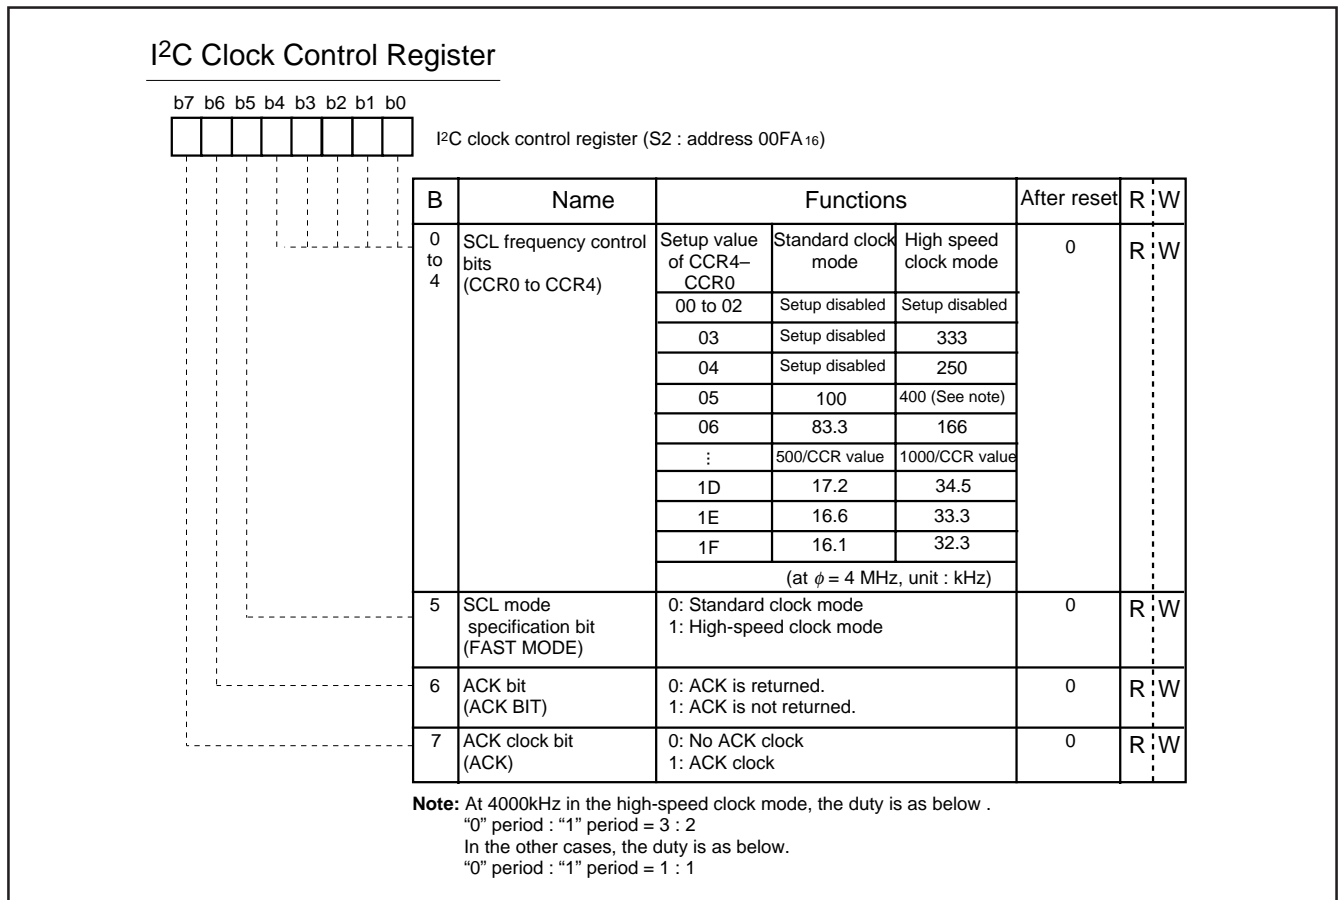 I2C Clock Control Register
b7 b6 b5 b4 b3 b2 b1 b0
I2C clock control register (S2 : address 00FA16)
B Name Functions After reset R W
0 to 4 SCL frequency control bits (CCR0 to CCR4) 0 R W
Setup value of CCR4–CCR0 Standard clock mode High speed clock mode
00 to 02 Setup disabled Setup disabled
03 Setup disabled 333
04 Setup disabled 250
05 100 400 (See note)
06 83.3 166
⋮ 500/CCR value 1000/CCR value
1D 17.2 34.5
1E 16.6 33.3
1F 16.1 32.3
(at ϕ = 4 MHz, unit : kHz)
5 SCL mode 0: Standard clock mode 0 R W
specification bit 1: High-speed clock mode
(FAST MODE)
6 ACK bit 0: ACK is returned. 0 R W
(ACK BIT) 1: ACK is not returned.
7 ACK clock bit 0: No ACK clock 0 R W
(ACK) 1: ACK clock
Note: At 4000kHz in the high-speed clock mode, the duty is as below .
“0” period : “1” period = 3 : 2
In the other cases, the duty is as below.
“0” period : “1” period = 1 : 1